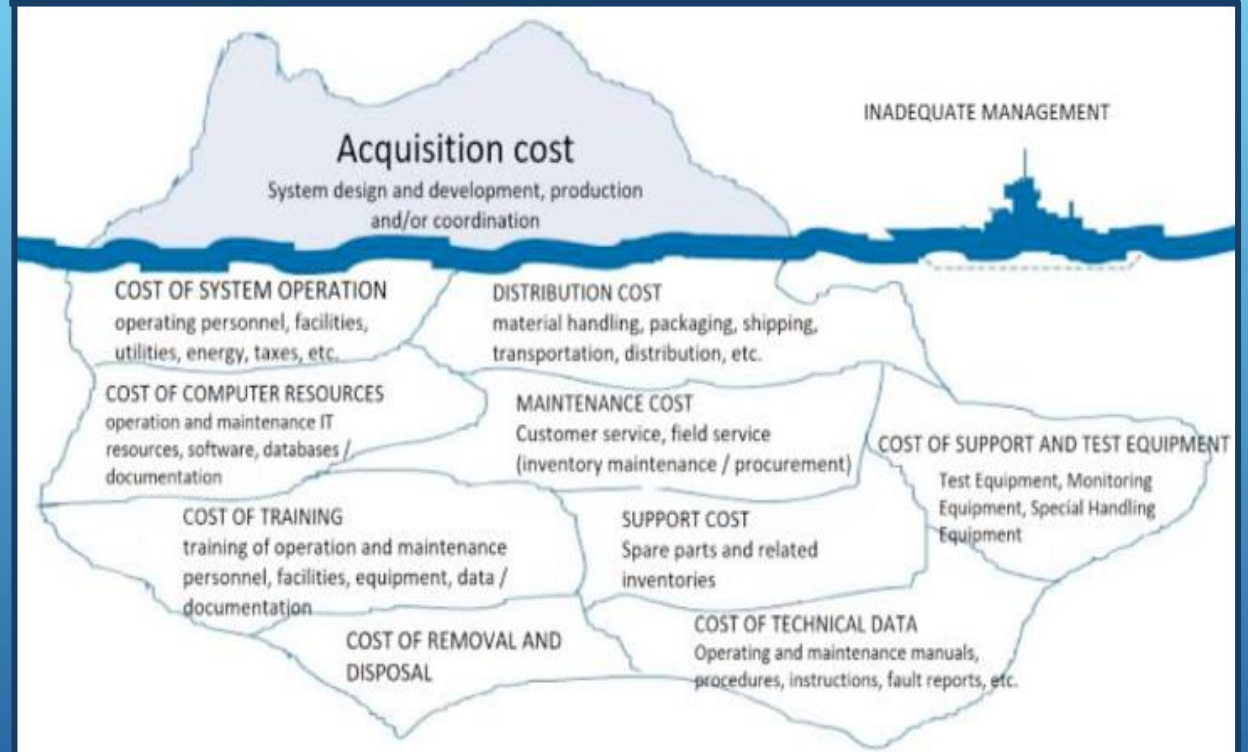 INADEQUATE MANAGEMENT
Acquisition cost
System design and development, production
and/or coordination
COST OF SYSTEM OPERATION
operating personnel, facilities,
utilities, energy, taxes, etc.
DISTRIBUTION COST
material handling, packaging, shipping,
transportation, distribution, etc.
COST OF COMPUTER RESOURCES
operation and maintenance IT
resources, software, databases /
documentation
MAINTENANCE COST
Customer service, field service
(inventory maintenance / procurement)
COST OF SUPPORT AND TEST EQUIPMENT
Test Equipment, Monitoring
Equipment, Special Handling
Equipment
COST OF TRAINING
training of operation and maintenance
personnel, facilities, equipment, data /
documentation
SUPPORT COST
Spare parts and related
inventories
COST OF REMOVAL AND
DISPOSAL
COST OF TECHNICAL DATA
Operating and maintenance manuals,
procedures, instructions, fault reports, etc.